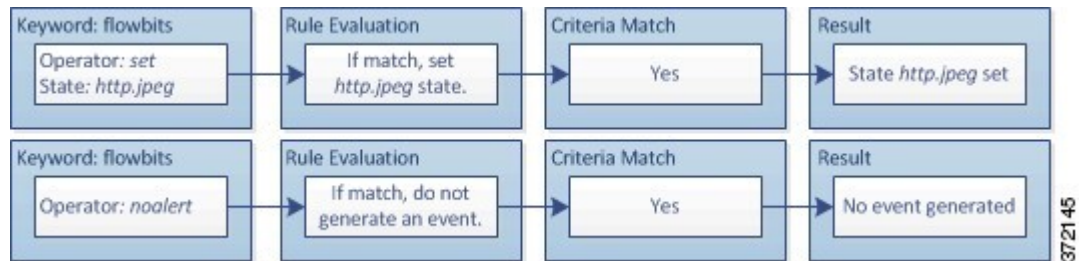 Keyword: flowbits
Operator: set
State: http.jpeg
Rule Evaluation
If match, set
http.jpeg state.
Criteria Match
Yes
Result
State http.jpeg set
Keyword: flowbits
Operator: noalert
Rule Evaluation
If match, do not
generate an event.
Criteria Match
Yes
Result
No event generated
372145